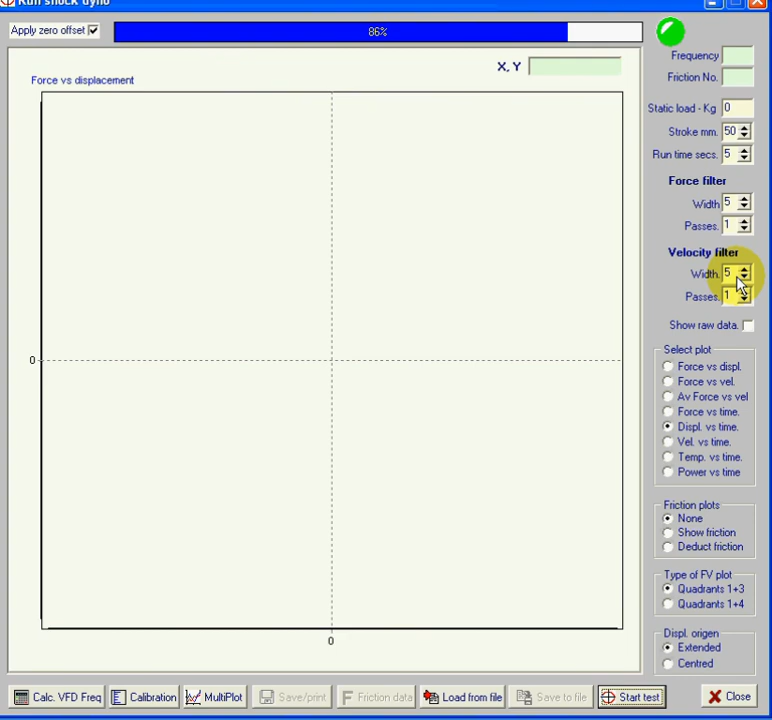 Run shock dyno
Apply zero offset
86%
X, Y
Force vs displacement
0
0
Frequency
Friction No.
Static load - Kg 0
Stroke mm. 50
Run time secs. 5
Force filter
Width 5
Passes. 1
Velocity filter
Width. 5
Passes. 1
Show raw data.
Select plot
Force vs displ.
Force vs vel.
Av Force vs vel
Force vs time.
Displ. vs time.
Vel. vs time.
Temp. vs time.
Power vs time
Friction plots
None
Show friction
Deduct friction
Type of FV plot
Quadrants 1+3
Quadrants 1+4
Displ. origen
Extended
Centred
Calc. VFD Freq
Calibration
MultiPlot
Save/print
F Friction data
Load from file
Save to file
Start test
Close